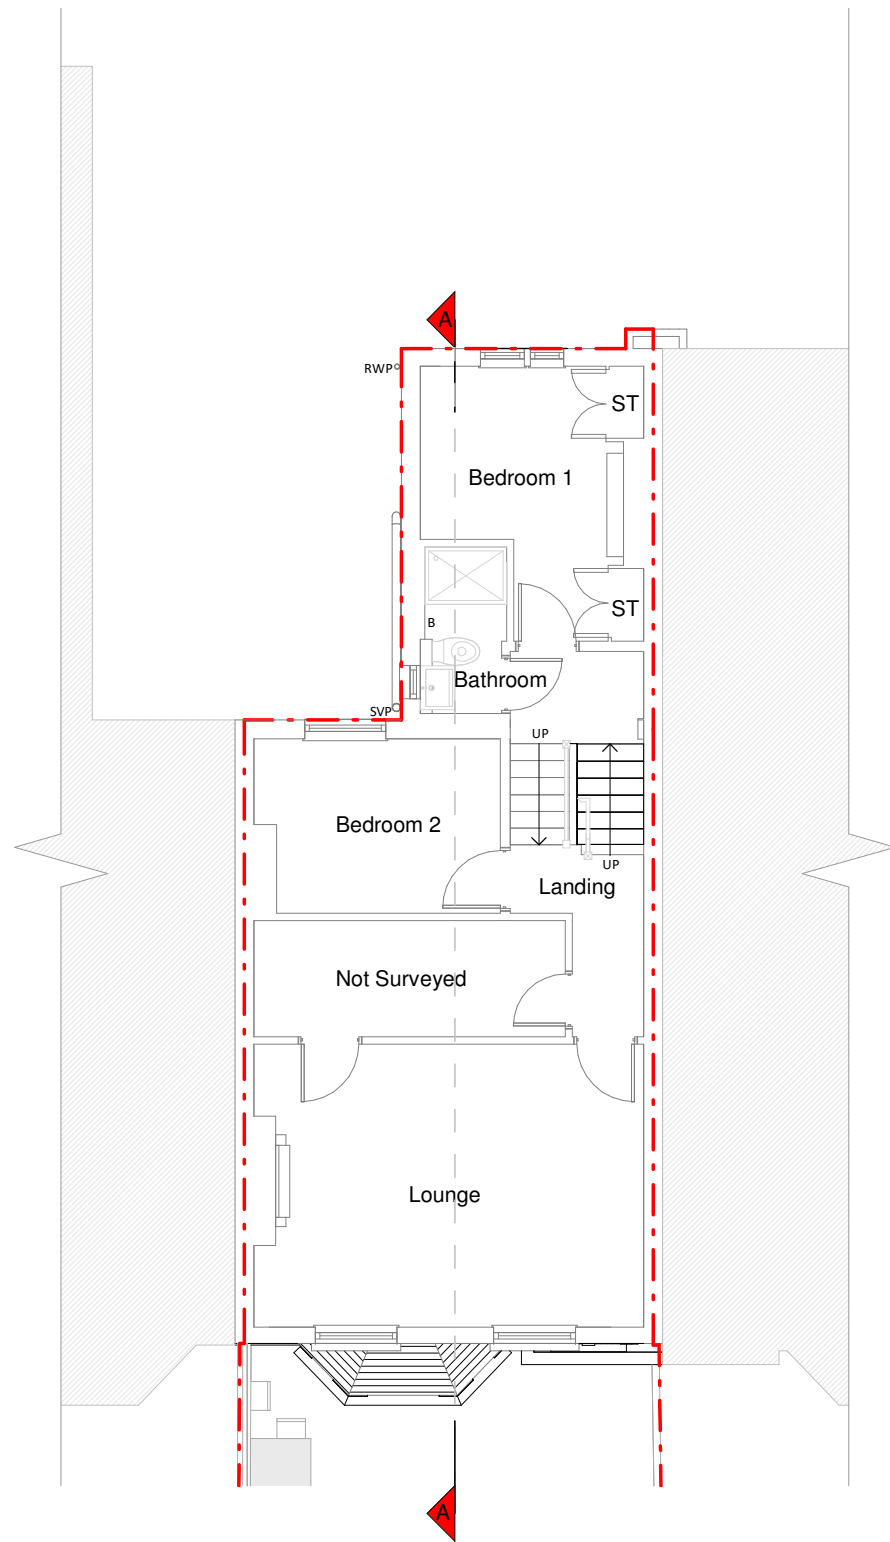 A
RWP
ST
Bedroom 1
ST
B
Bathroom
SVP
UP
Bedroom 2
UP
Landing
Not Surveyed
Lounge
A